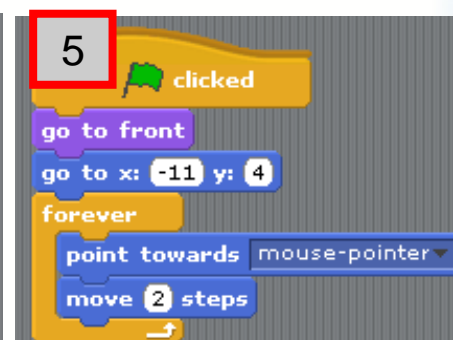 5
clicked
go to front
go to x: -11 y: 4
forever
point towards mouse-pointer
move 2 steps